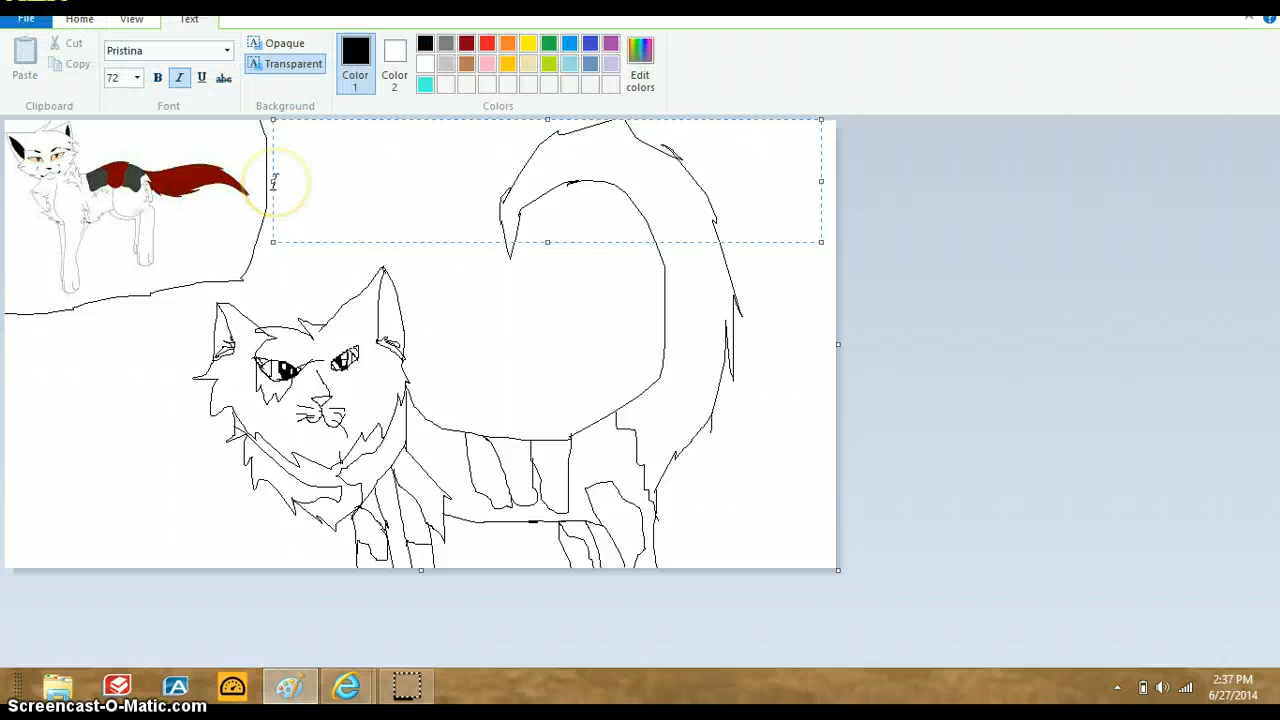 File Home View Text
Cut
Copy
Paste
Pristina
72 B I U abc
Opaque
Transparent
Color 1
Color 2
Edit colors
Clipboard Font Background Colors
2:37 PM
6/27/2014
Screencast-O-Matic.com